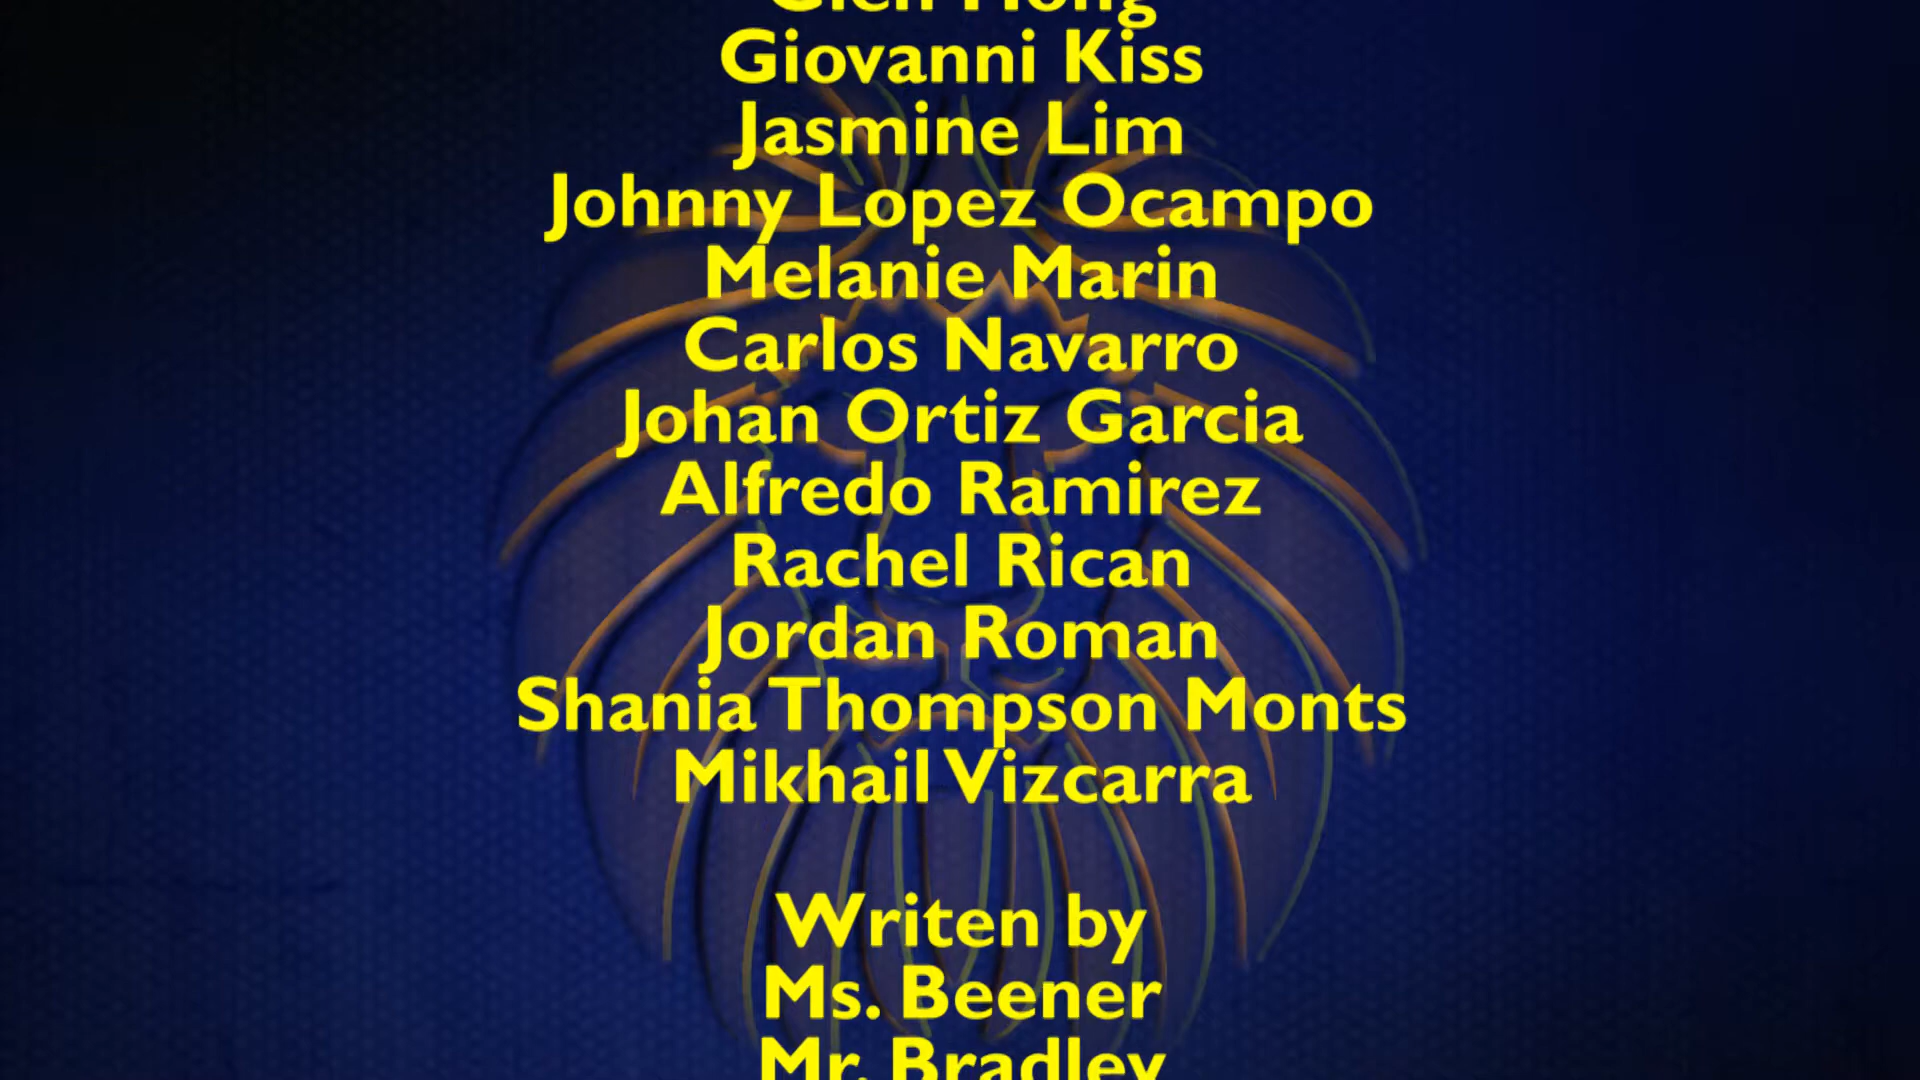 Giovanni Kiss
Jasmine Lim
Johnny Lopez Ocampo
Melanie Marin
Carlos Navarro
Johan Ortiz Garcia
Alfredo Ramirez
Rachel Rican
Jordan Roman
Shania Thompson Monts
Mikhail Vizcarra
Writen by
Ms. Beener
Mr. Bradley